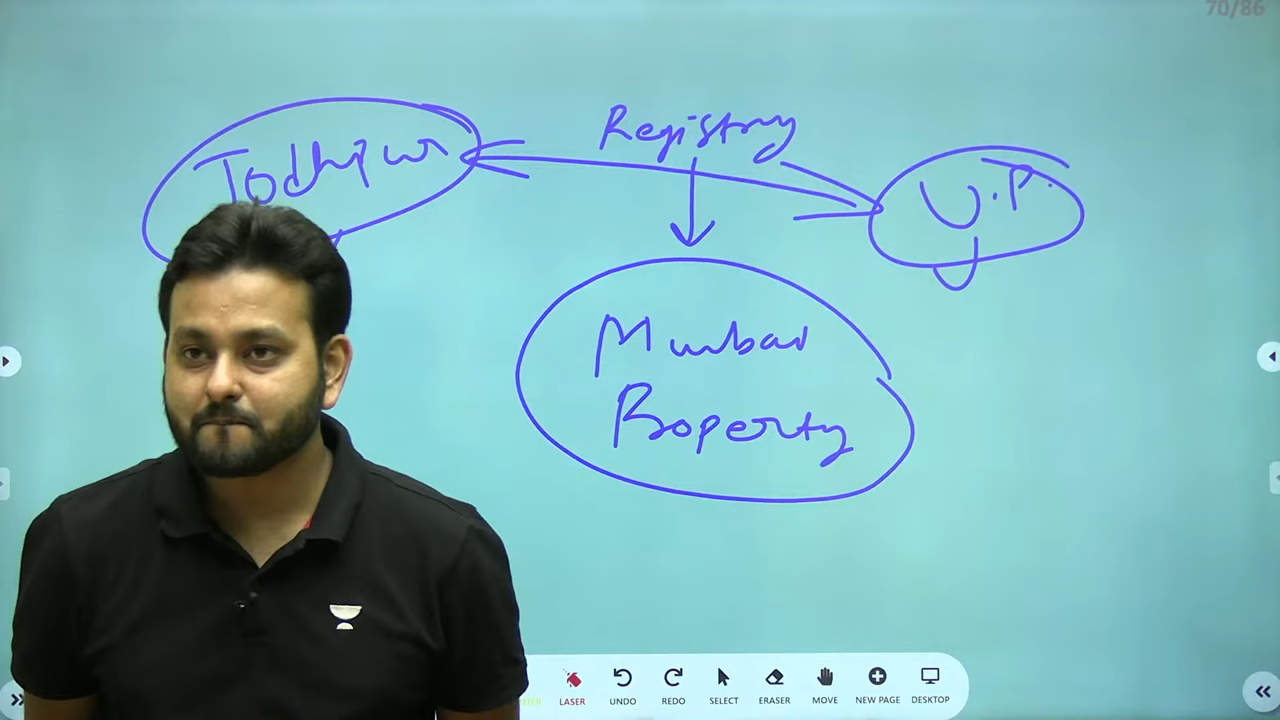 70/86
Registry
Jodhpur
U.P.
Mumbai
Property
LASER
UNDO
REDO
SELECT
ERASER
MOVE
NEW PAGE
DESKTOP